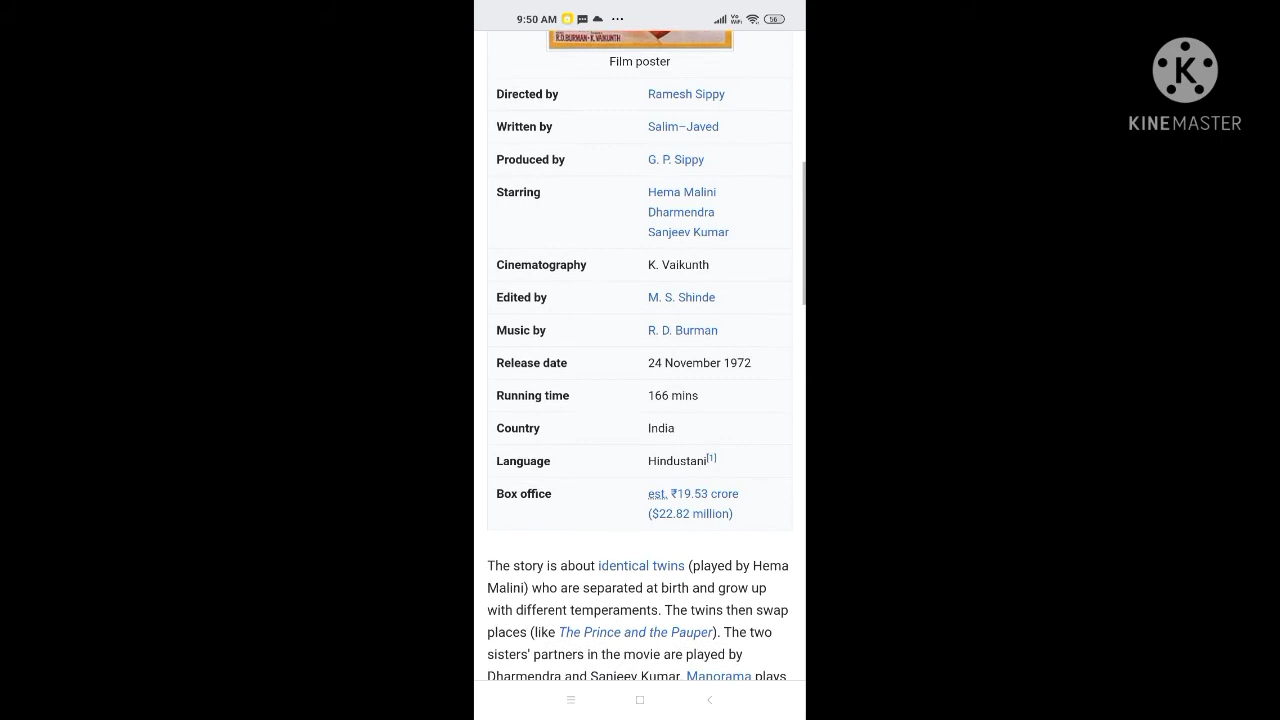 9:50 AM
Vo
WiFi
56
R.D.BURMAN • K.VAIKUNTH
Film poster
Directed by Ramesh Sippy
Written by Salim–Javed
Produced by G. P. Sippy
Starring Hema Malini
Dharmendra
Sanjeev Kumar
Cinematography K. Vaikunth
Edited by M. S. Shinde
Music by R. D. Burman
Release date 24 November 1972
Running time 166 mins
Country India
Language Hindustani[1]
Box office est. ₹19.53 crore
($22.82 million)
The story is about identical twins (played by Hema
Malini) who are separated at birth and grow up
with different temperaments. The twins then swap
places (like The Prince and the Pauper). The two
sisters' partners in the movie are played by
Dharmendra and Sanjeev Kumar. Manorama plays
K
KINEMASTER